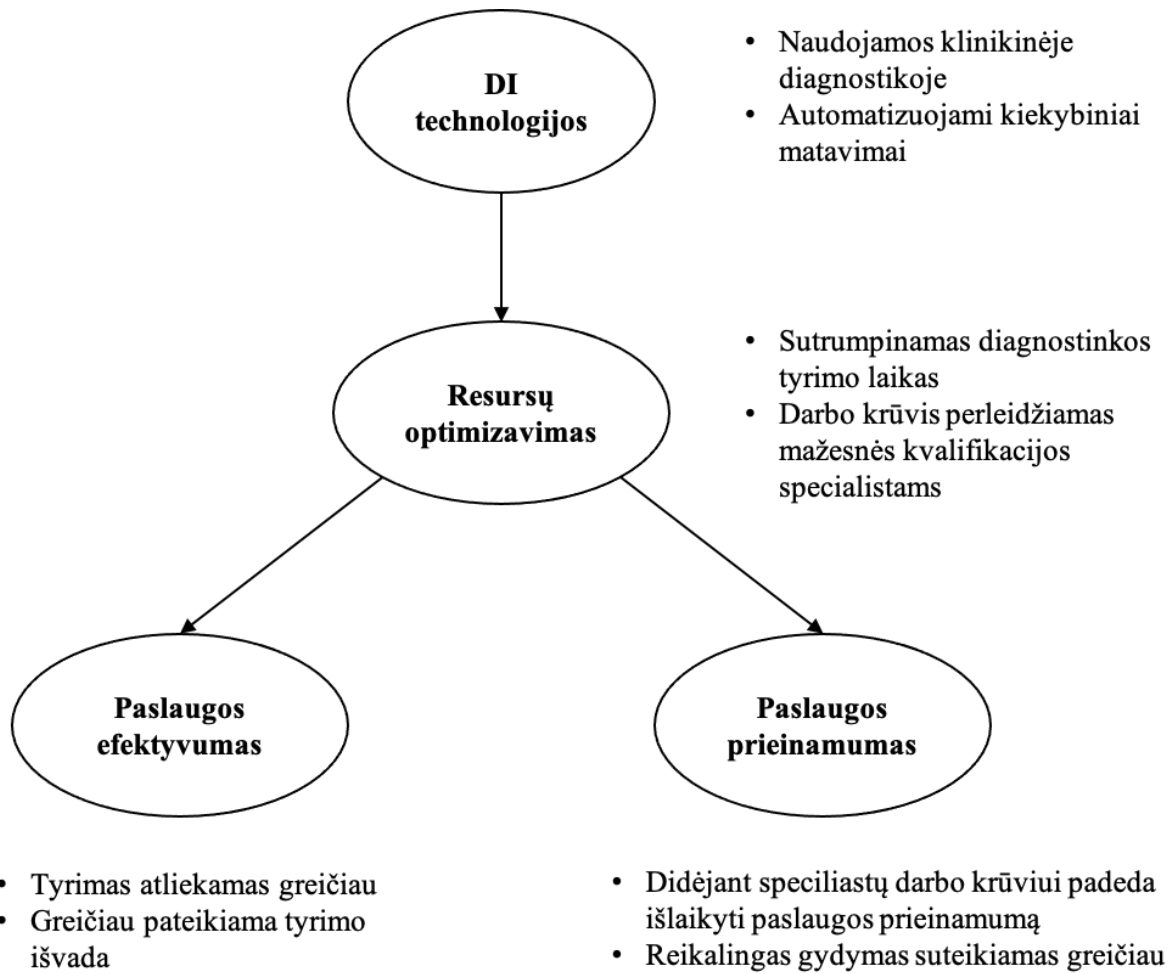 DI
technologijos
• Naudojamos klinikinėje
diagnostikoje
• Automatizuojami kiekybiniai
matavimai
Resursų
optimizavimas
• Sutrumpinamas diagnostinkos
tyrimo laikas
• Darbo krūvis perleidžiamas
mažesnės kvalifikacijos
specialistams
Paslaugos
efektyvumas
Paslaugos
prieinamumas
• Tyrimas atliekamas greičiau
• Greičiau pateikiama tyrimo
išvada
• Didėjant speciliastų darbo krūviui padeda
išlaikyti paslaugos prieinamumą
• Reikalingas gydymas suteikiamas greičiau